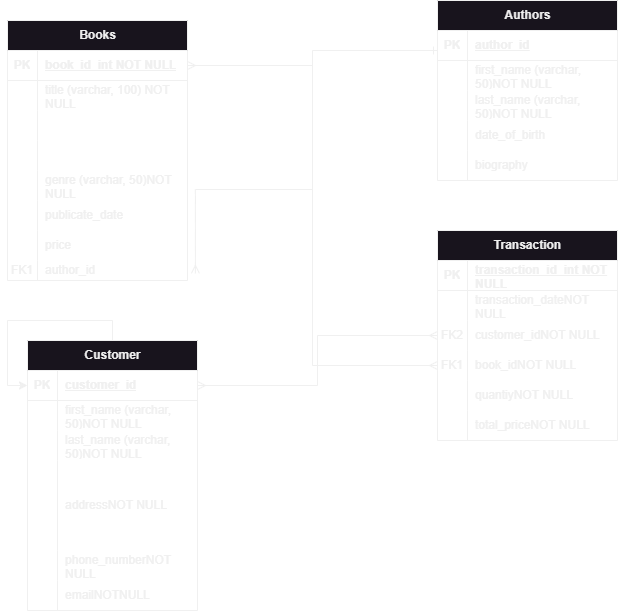 Books
PK book_id int NOT NULL
title (varchar, 100) NOT
NULL
genre (varchar, 50)NOT
NULL
publicate_date
price
FK1 author_id
Authors
PK author_id
first_name (varchar,
50)NOT NULL
last_name (varchar,
50)NOT NULL
date_of_birth
biography
Transaction
PK transaction_id int NOT
NULL
transaction_dateNOT
NULL
FK2 customer_idNOT NULL
FK1 book_idNOT NULL
quantiyNOT NULL
total_priceNOT NULL
Customer
PK customer_id
first_name (varchar,
50)NOT NULL
last_name (varchar,
50)NOT NULL
addressNOT NULL
phone_numberNOT
NULL
emailNOTNULL